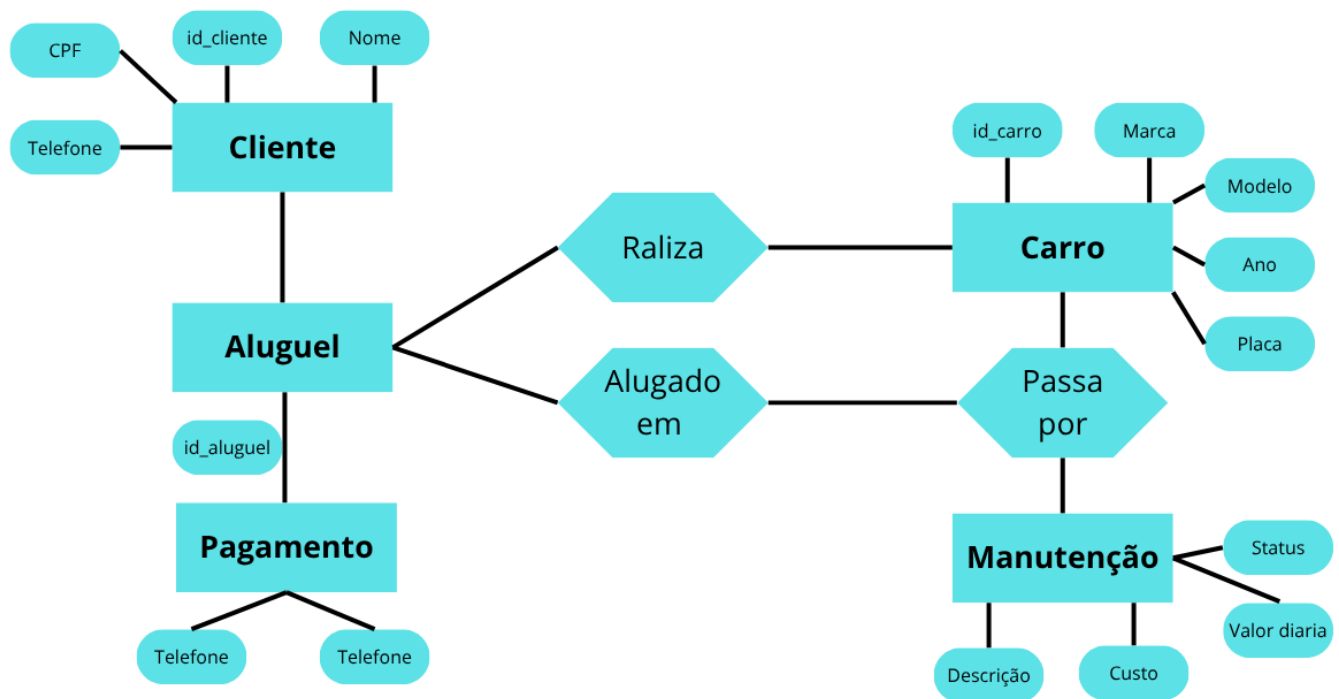 CPF
id_cliente
Nome
Telefone
Cliente
id_carro
Marca
Modelo
Raliza
Carro
Ano
Placa
Aluguel
Alugado
em
Passa
por
id_aluguel
Pagamento
Manutenção
Status
Valor diaria
Telefone
Telefone
Descrição
Custo